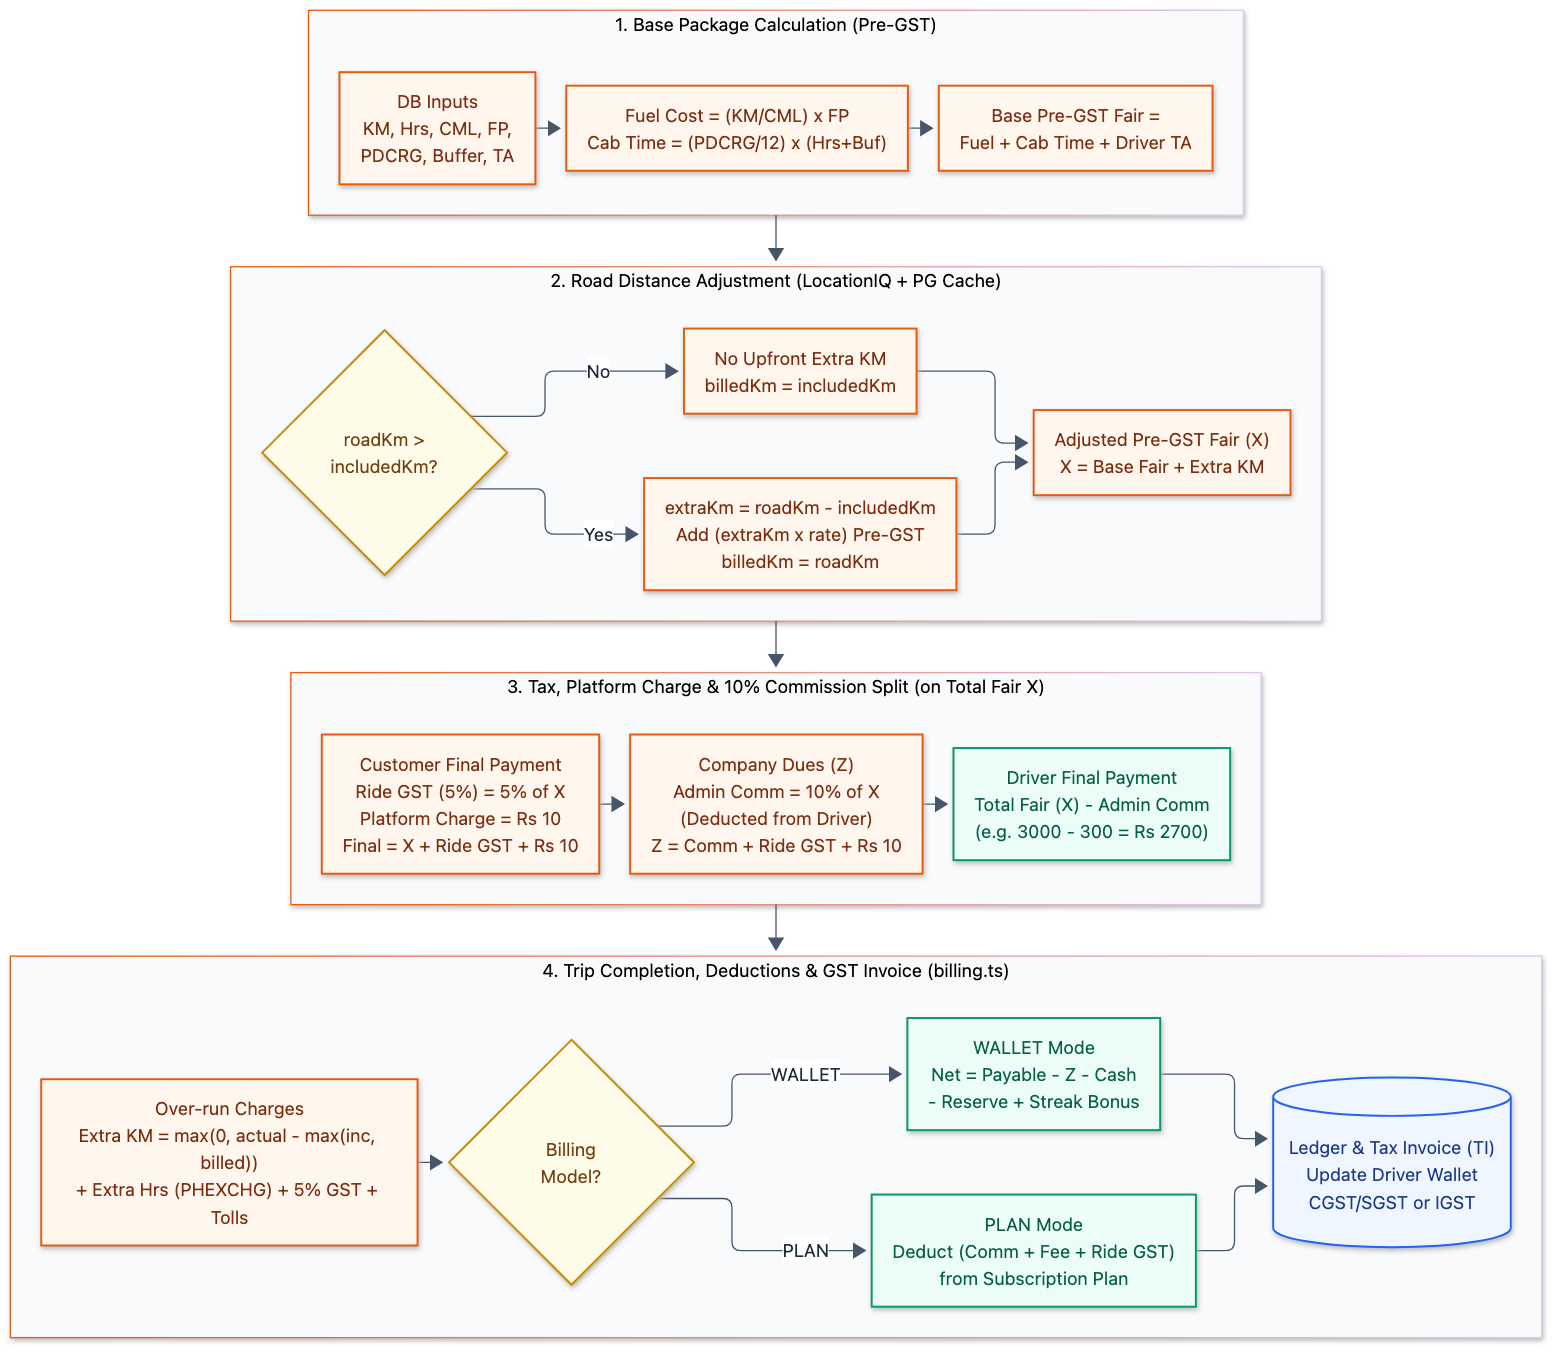 1. Base Package Calculation (Pre-GST)
DB Inputs
KM, Hrs, CML, FP,
PDCRG, Buffer, TA
Fuel Cost = (KM/CML) x FP
Cab Time = (PDCRG/12) x (Hrs+Buf)
Base Pre-GST Fair =
Fuel + Cab Time + Driver TA
2. Road Distance Adjustment (LocationIQ + PG Cache)
roadKm >
includedKm?
No
No Upfront Extra KM
billedKm = includedKm
Yes
extraKm = roadKm - includedKm
Add (extraKm x rate) Pre-GST
billedKm = roadKm
Adjusted Pre-GST Fair (X)
X = Base Fair + Extra KM
3. Tax, Platform Charge & 10% Commission Split (on Total Fair X)
Customer Final Payment
Ride GST (5%) = 5% of X
Platform Charge = Rs 10
Final = X + Ride GST + Rs 10
Company Dues (Z)
Admin Comm = 10% of X
(Deducted from Driver)
Z = Comm + Ride GST + Rs 10
Driver Final Payment
Total Fair (X) - Admin Comm
(e.g. 3000 - 300 = Rs 2700)
4. Trip Completion, Deductions & GST Invoice (billing.ts)
Over-run Charges
Extra KM = max(0, actual - max(inc,
billed))
+ Extra Hrs (PHEXCHG) + 5% GST +
Tolls
Billing
Model?
WALLET
WALLET Mode
Net = Payable - Z - Cash
- Reserve + Streak Bonus
PLAN
PLAN Mode
Deduct (Comm + Fee + Ride GST)
from Subscription Plan
Ledger & Tax Invoice (TI)
Update Driver Wallet
CGST/SGST or IGST